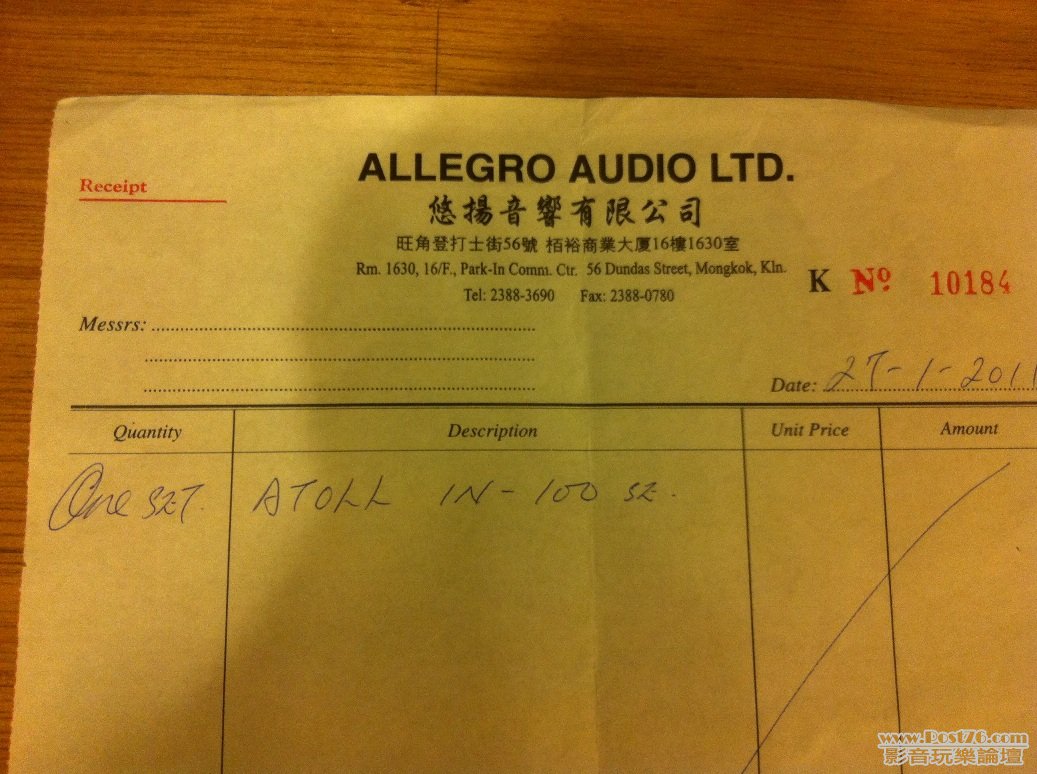 ALLEGRO AUDIO LTD.
Receipt
悠揚音響有限公司
旺角登打士街56號 栢裕商業大厦16樓1630室
Rm. 1630, 16/F., Park-In Comm. Ctr. 56 Dundas Street, Mongkok, Kln.
K Nº 10184
Tel: 2388-3690 Fax: 2388-0780
Messrs:
Date: 27-1-2011
Quantity Description Unit Price Amount
One SET. ATOLL IN-100 SE.
www.Post76.com
影音玩樂論壇